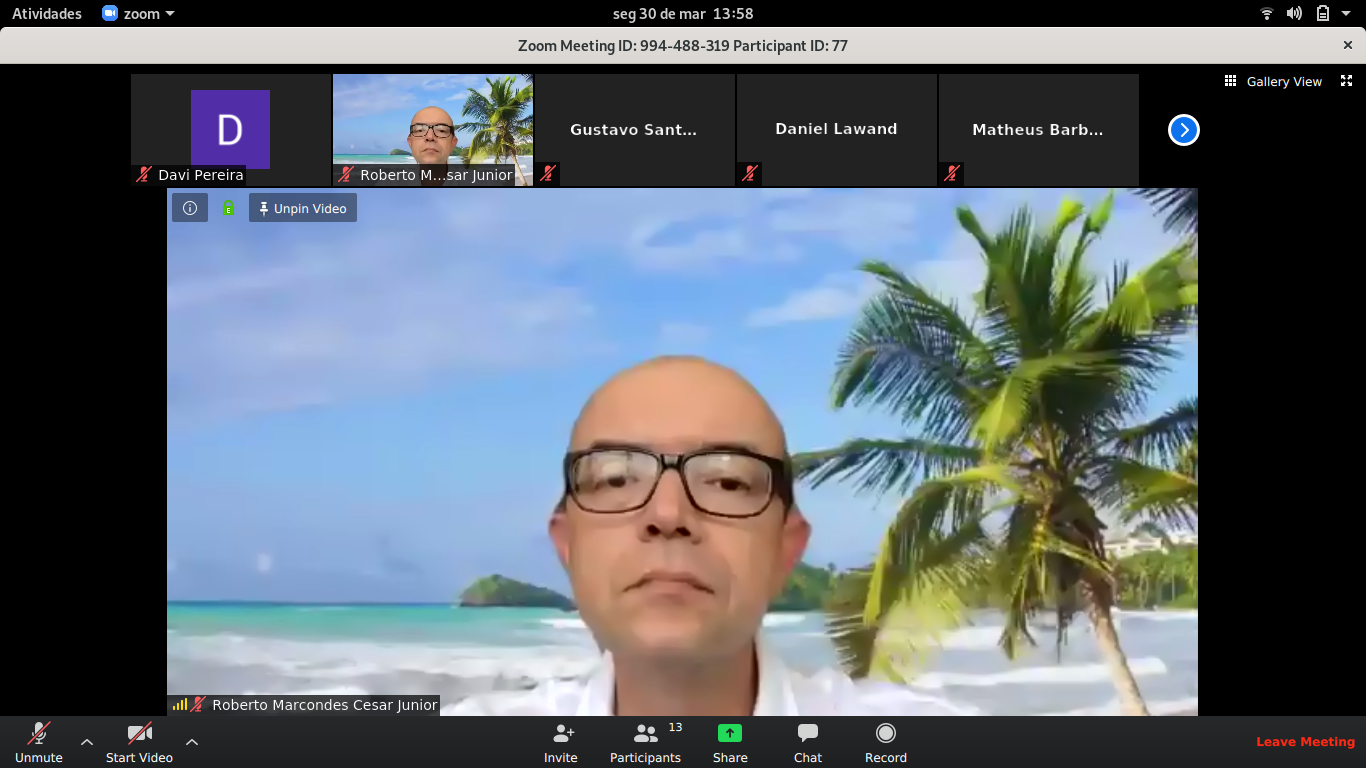 Atividades
zoom
seg 30 de mar 13:58
Zoom Meeting ID: 994-488-319 Participant ID: 77
×
Gallery View
D
Davi Pereira
Roberto M...sar Junior
Gustavo Sant...
Daniel Lawand
Matheus Barb...
Unpin Video
Roberto Marcondes Cesar Junior
Unmute
Start Video
Invite
Participants
13
Share
Chat
Record
Leave Meeting